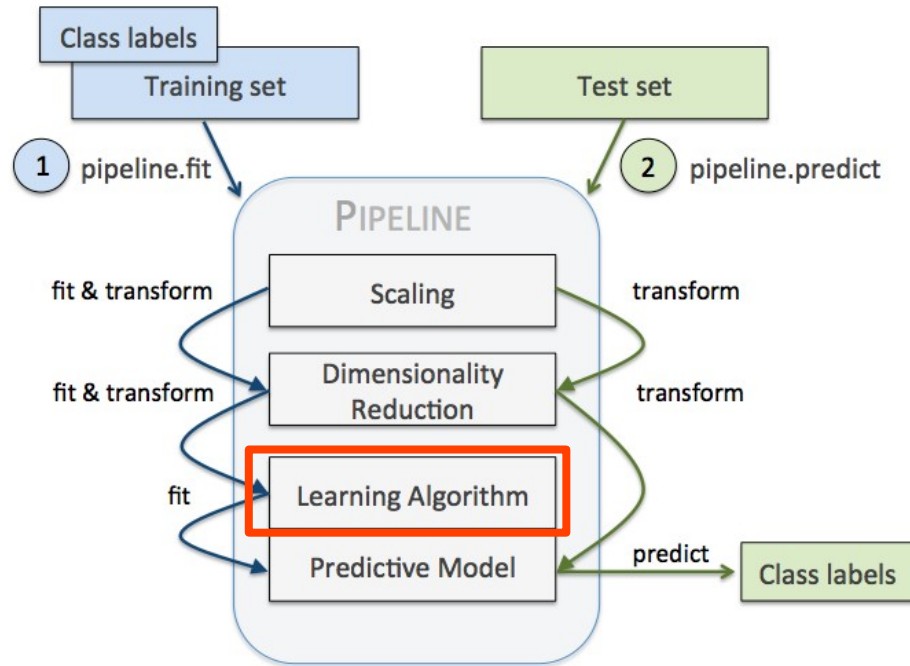 Class labels
Training set
Test set
1 pipeline.fit
2 pipeline.predict
PIPELINE
fit & transform
Scaling
transform
fit & transform
Dimensionality
Reduction
transform
fit
Learning Algorithm
Predictive Model
predict
Class labels